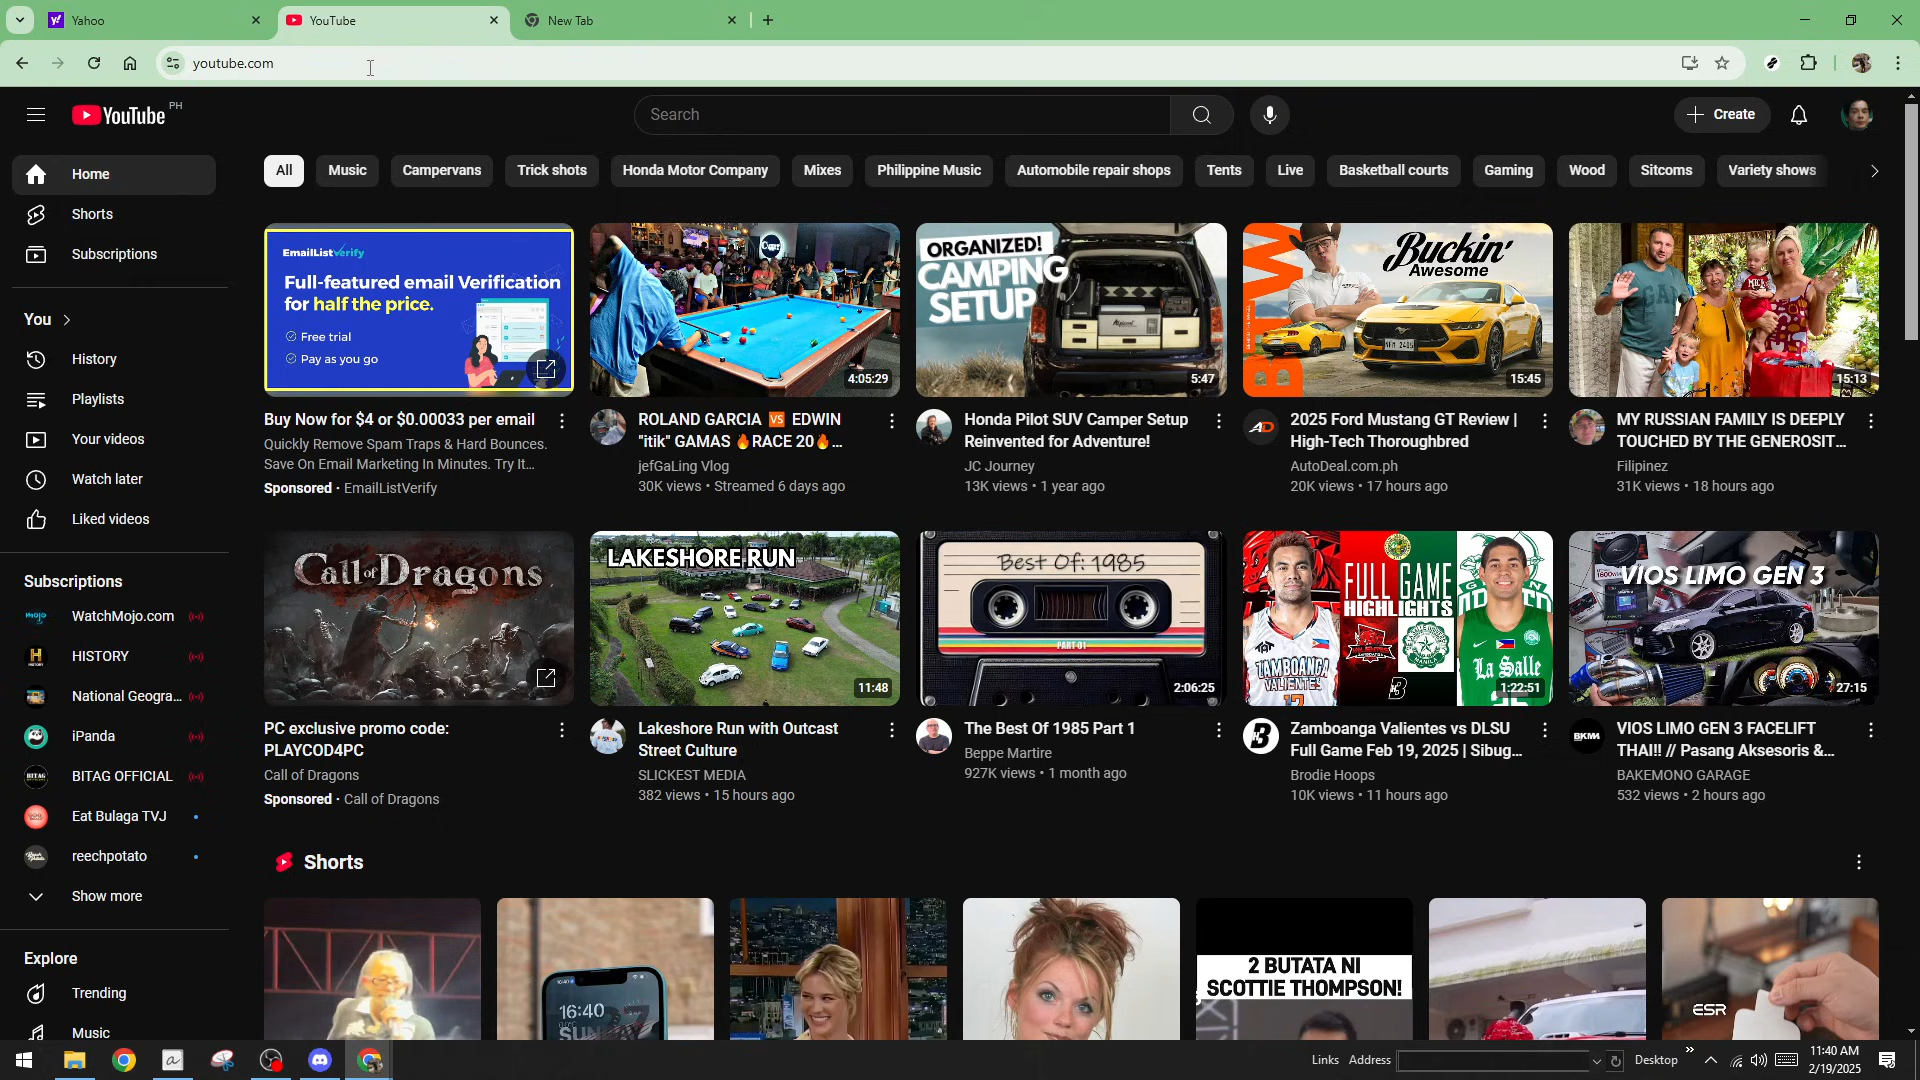 Yahoo
YouTube
New Tab
youtube.com
YouTube PH
Search
Create
All
Music
Campervans
Trick shots
Honda Motor Company
Mixes
Philippine Music
Automobile repair shops
Tents
Live
Basketball courts
Gaming
Wood
Sitcoms
Variety shows
Home
Shorts
Subscriptions
You
History
Playlists
Your videos
Watch later
Liked videos
Subscriptions
WatchMojo.com
HISTORY
National Geogra...
iPanda
BITAG OFFICIAL
Eat Bulaga TVJ
reechpotato
Show more
Explore
Trending
Music
EmailListVerify
Full-featured email Verification
for half the price.
Free trial
Pay as you go
Buy Now for $4 or $0.00033 per email
Quickly Remove Spam Traps & Hard Bounces.
Save On Email Marketing In Minutes. Try It...
Sponsored · EmailListVerify
4:05:29
ROLAND GARCIA 🆚 EDWIN
"itik" GAMAS 🔥RACE 20🔥...
jefGaLing Vlog
30K views • Streamed 6 days ago
ORGANIZED!
CAMPING
SETUP
5:47
Honda Pilot SUV Camper Setup
Reinvented for Adventure!
JC Journey
13K views • 1 year ago
Buckin'
Awesome
15:45
2025 Ford Mustang GT Review |
High-Tech Thoroughbred
AutoDeal.com.ph
20K views • 17 hours ago
15:13
MY RUSSIAN FAMILY IS DEEPLY
TOUCHED BY THE GENEROSIT...
Filipinez
31K views • 18 hours ago
Call of Dragons
PC exclusive promo code:
PLAYCOD4PC
Call of Dragons
Sponsored · Call of Dragons
LAKESHORE RUN
11:48
Lakeshore Run with Outcast
Street Culture
SLICKEST MEDIA
382 views • 15 hours ago
Best Of: 1985
PART-01
2:06:25
The Best Of 1985 Part 1
Beppe Martire
927K views • 1 month ago
FULL GAME
HIGHLIGHTS
ZAMBOANGA
VALIENTES
La Salle
1:22:51
Zamboanga Valientes vs DLSU
Full Game Feb 19, 2025 | Sibug...
Brodie Hoops
10K views • 11 hours ago
VIOS LIMO GEN 3
27:15
VIOS LIMO GEN 3 FACELIFT
THAI!! // Pasang Aksesoris &...
BAKEMONO GARAGE
532 views • 2 hours ago
Shorts
16:40
2 BUTATA NI
SCOTTIE THOMPSON!
ESR
Links
Address
Desktop
11:40 AM
2/19/2025